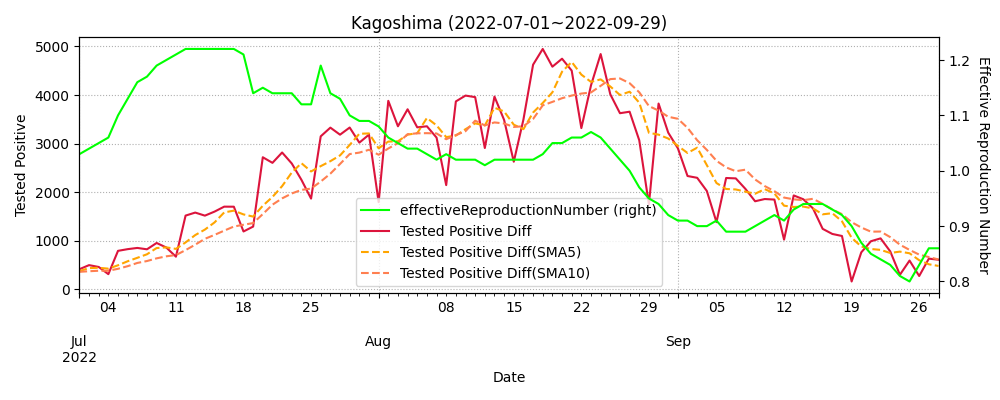 Kagoshima (2022-07-01~2022-09-29)
5000
4000
3000
2000
1000
0
Tested Positive
1.2
1.1
1.0
0.9
0.8
Effective Reproduction Number
effectiveReproductionNumber (right)
Tested Positive Diff
Tested Positive Diff(SMA5)
Tested Positive Diff(SMA10)
04 11 18 25 08 15 22 29 05 12 19 26
Jul Aug Sep
2022
Date